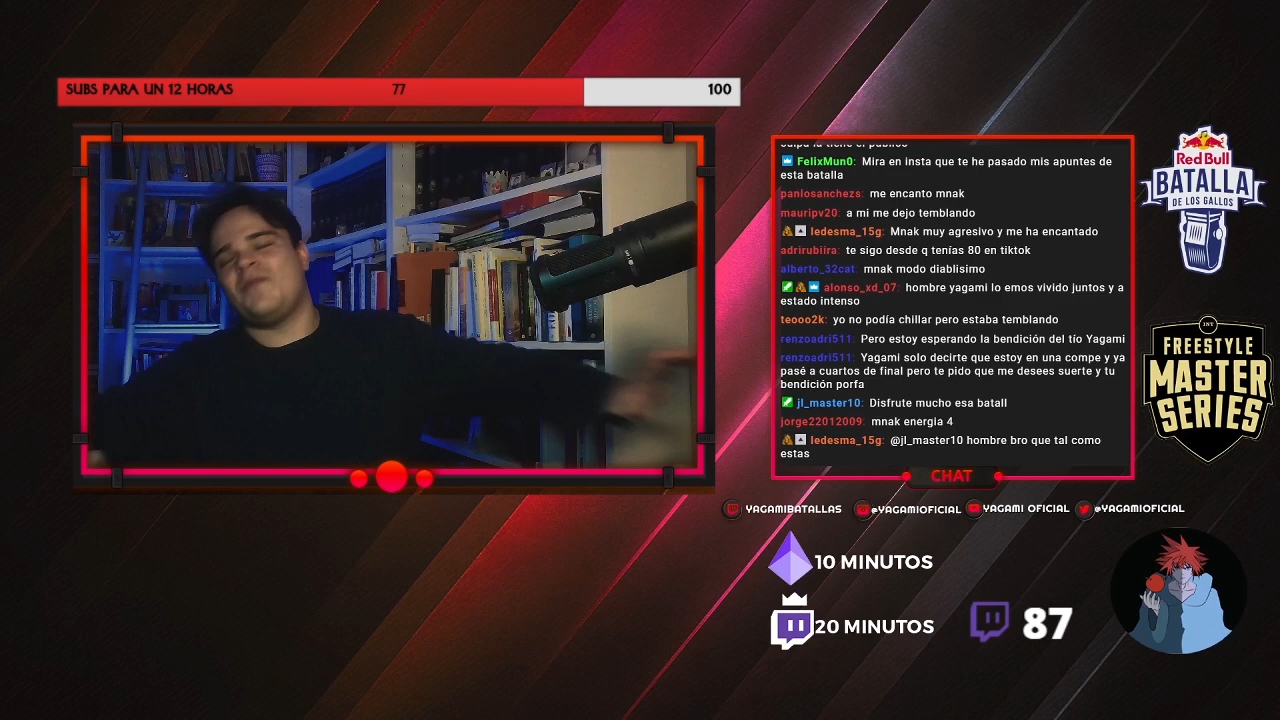 SUBS PARA UN 12 HORAS 77 100
culpa la tiene el publico
FelixMun0: Mira en insta que te he pasado mis apuntes de
esta batalla
panlosanchezs: me encanto mnak
mauripv20: a mi me dejo temblando
ledesma_15g: Mnak muy agresivo y me ha encantado
adrirubiira: te sigo desde q tenías 80 en tiktok
alberto_32cat: mnak modo diablisimo
alonso_xd_07: hombre yagami lo emos vivido juntos y a
estado intenso
teooo2k: yo no podía chillar pero estaba temblando
renzoadri511: Pero estoy esperando la bendición del tío Yagami
renzoadri511: Yagami solo decirte que estoy en una compe y ya
pasé a cuartos de final pero te pido que me desees suerte y tu
bendición porfa
jl_master10: Disfrute mucho esa batall
jorge22012009: mnak energia 4
ledesma_15g: @jl_master10 hombre bro que tal como
estas
CHAT
Red Bull
BATALLA
DE LOS GALLOS
INT
FREESTYLE
MASTER
SERIES
YAGAMIBATALLAS @YAGAMIOFICIAL YAGAMI OFICIAL @YAGAMIOFICIAL
10 MINUTOS
20 MINUTOS
87